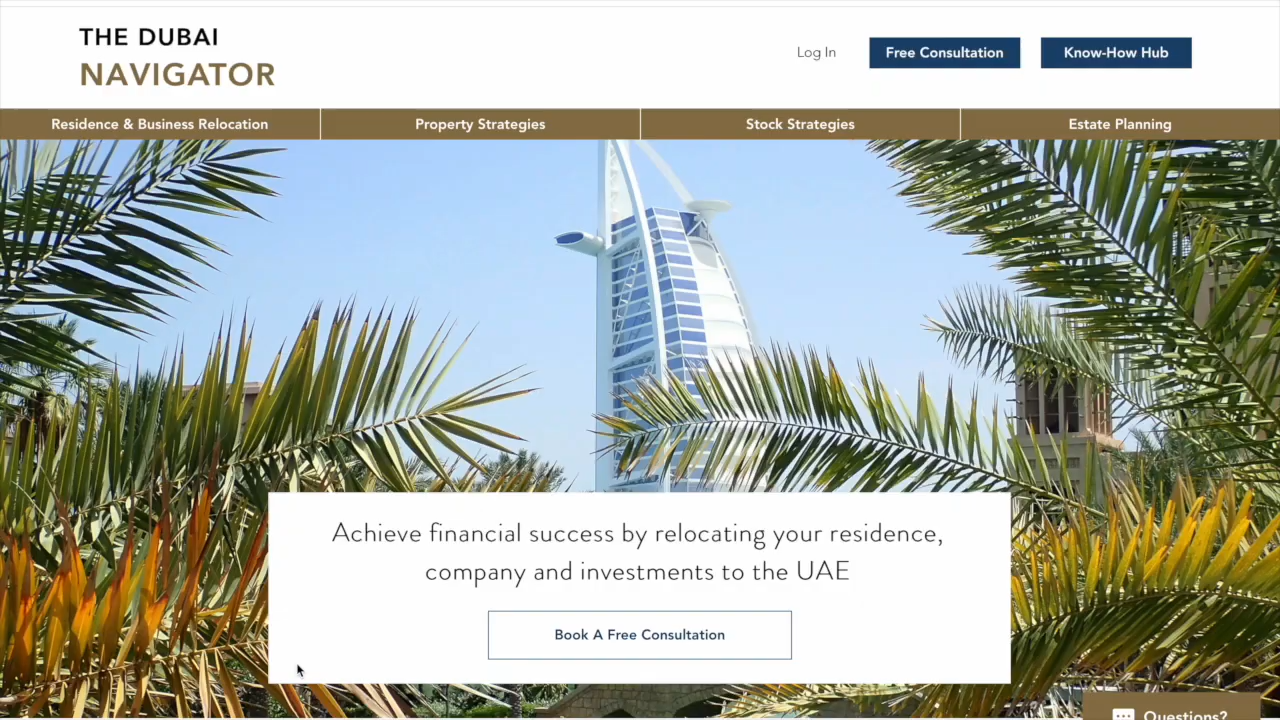 THE DUBAI
NAVIGATOR
Log In
Free Consultation
Know-How Hub
Residence & Business Relocation
Property Strategies
Stock Strategies
Estate Planning
Achieve financial success by relocating your residence,
company and investments to the UAE
Book A Free Consultation
Questions?